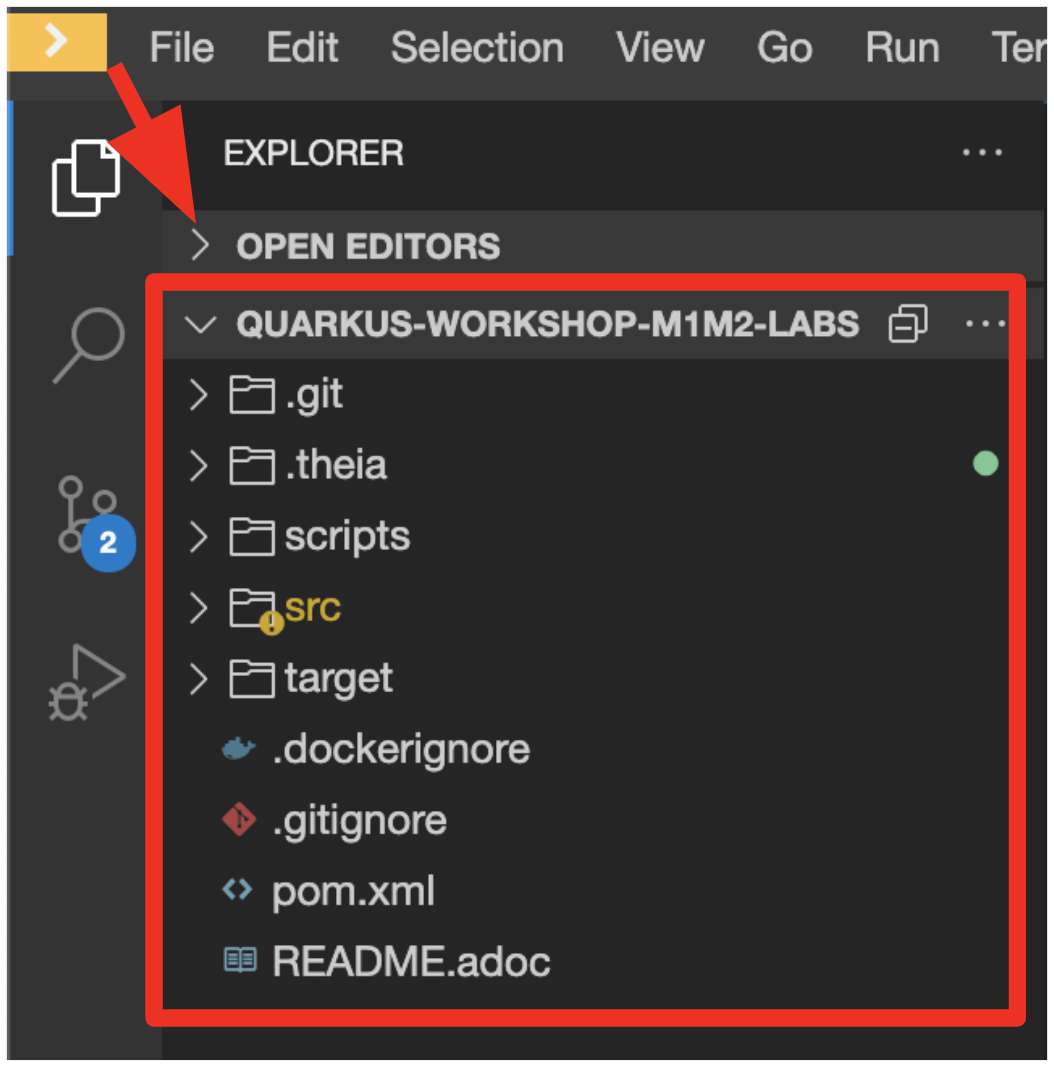 File Edit Selection View Go Run Ter
EXPLORER
OPEN EDITORS
QUARKUS-WORKSHOP-M1M2-LABS
.git
.theia
scripts
2
src
target
.dockerignore
.gitignore
pom.xml
README.adoc